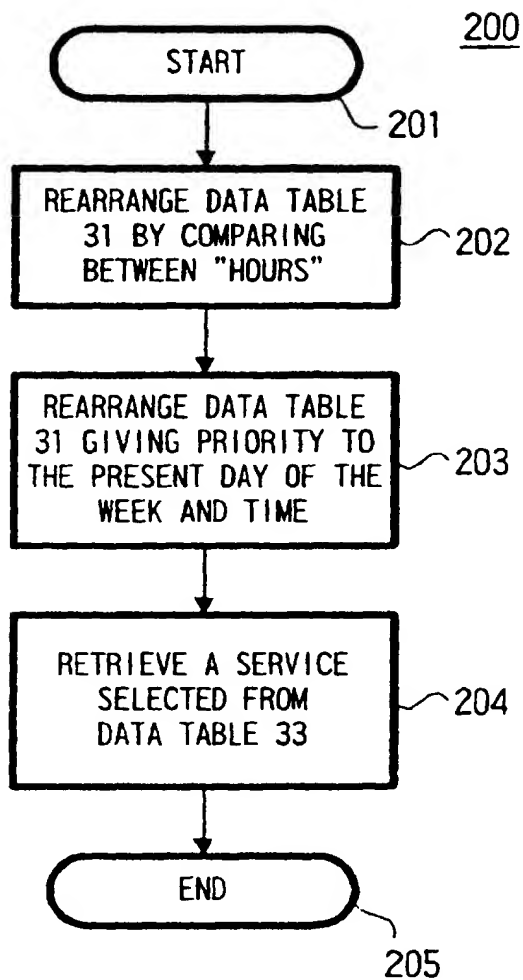 200
START
201
REARRANGE DATA TABLE
31 BY COMPARING
BETWEEN "HOURS"
202
REARRANGE DATA TABLE
31 GIVING PRIORITY TO
THE PRESENT DAY OF THE
WEEK AND TIME
203
RETRIEVE A SERVICE
SELECTED FROM
DATA TABLE 33
204
END
205